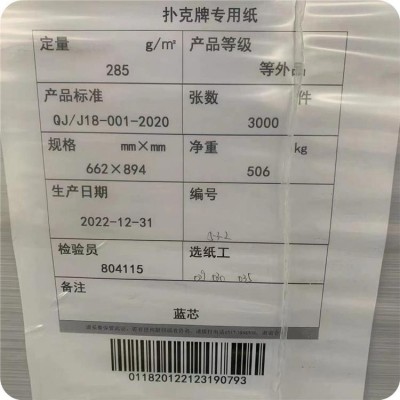 扑克牌专用纸
定量 g/㎡ 产品等级
285 等外品
产品标准 张数 件
QJ/J18-001-2020 3000
规格 mm×mm 净重 kg
662×894 506
生产日期 编号
2022-12-31
检验员 选纸工
804115
备注
蓝芯
011820122123190793